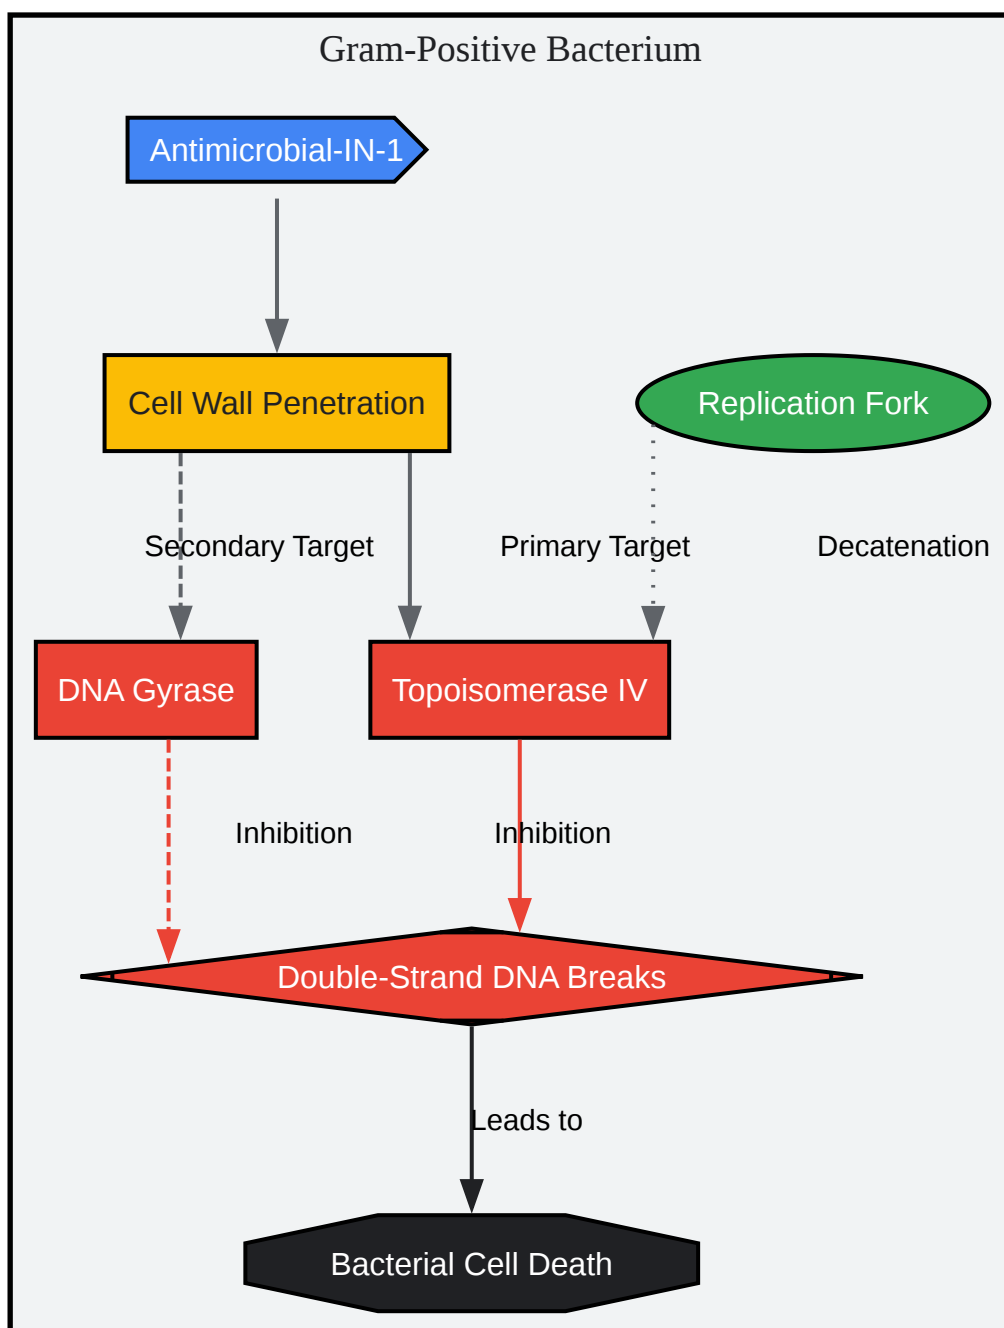 Gram-Positive Bacterium
Antimicrobial-IN-1
Cell Wall Penetration
Replication Fork
Secondary Target
Primary Target
Decatenation
DNA Gyrase
Topoisomerase IV
Inhibition
Inhibition
Double-Strand DNA Breaks
Leads to
Bacterial Cell Death